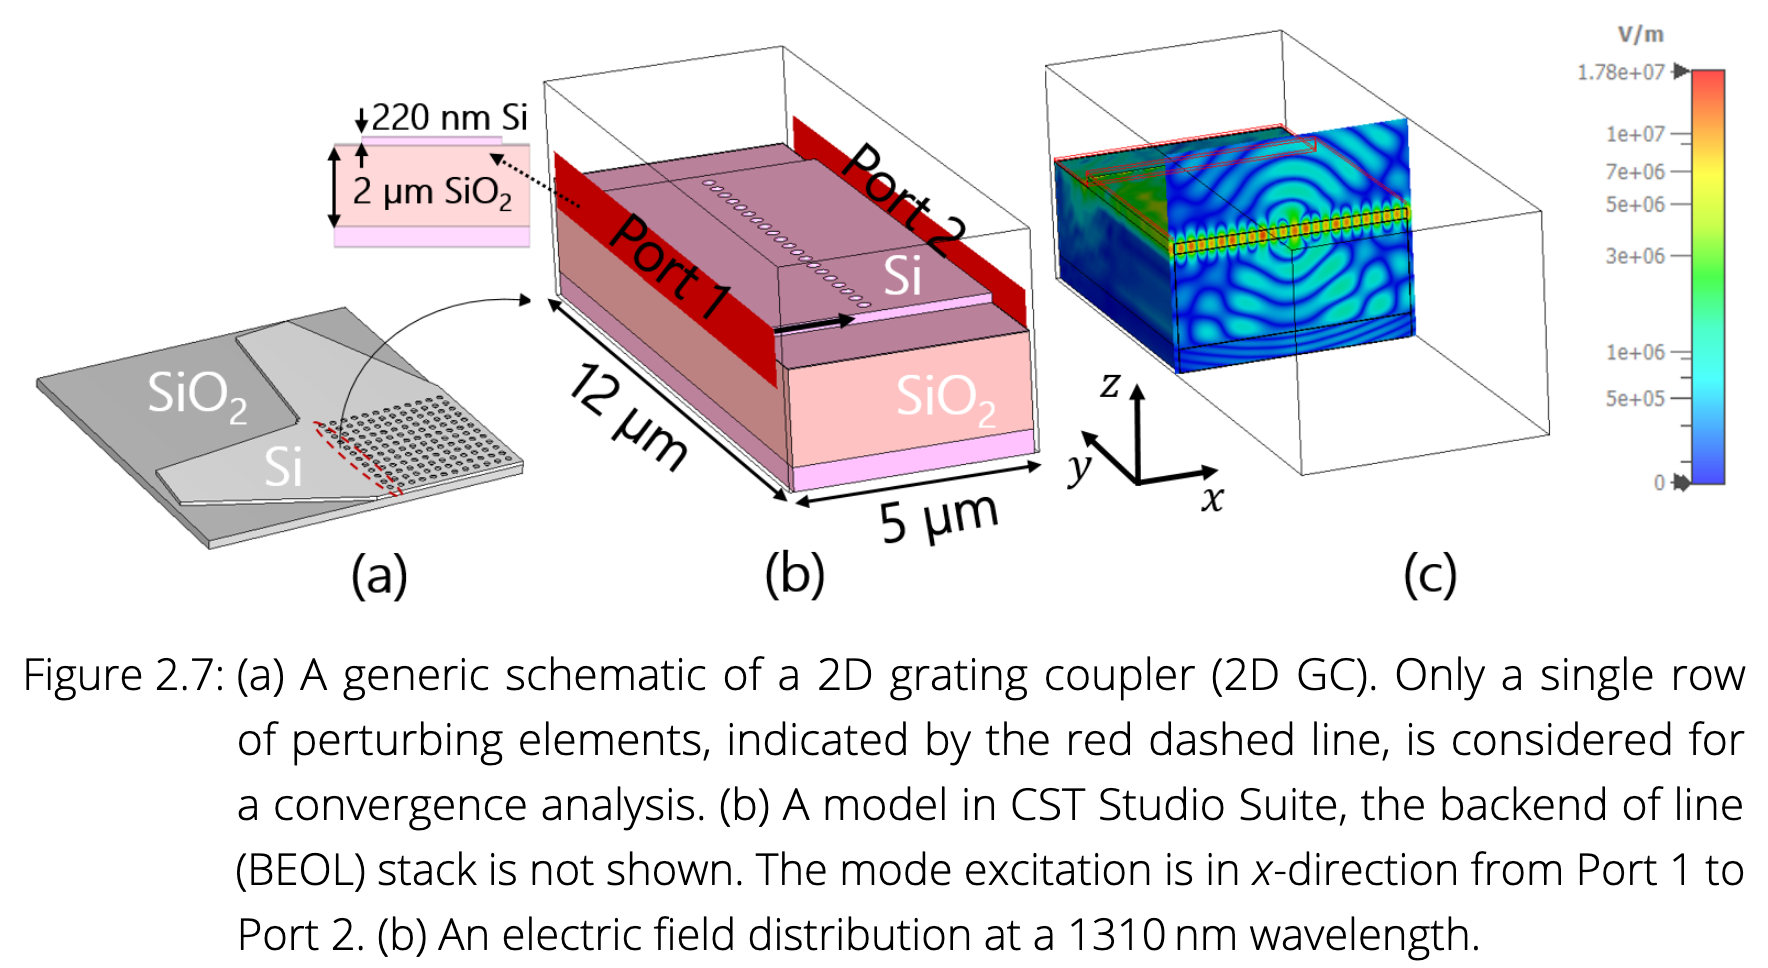 220 nm Si
2 µm SiO2
SiO2
Si
(a)
Port 1
Port 2
Si
SiO2
12 µm
5 µm
(b)
z
y
x
V/m
1.78e+07
1e+07
7e+06
5e+06
3e+06
1e+06
5e+05
0
(c)
Figure 2.7: (a) A generic schematic of a 2D grating coupler (2D GC). Only a single row
of perturbing elements, indicated by the red dashed line, is considered for
a convergence analysis. (b) A model in CST Studio Suite, the backend of line
(BEOL) stack is not shown. The mode excitation is in x-direction from Port 1 to
Port 2. (b) An electric field distribution at a 1310 nm wavelength.